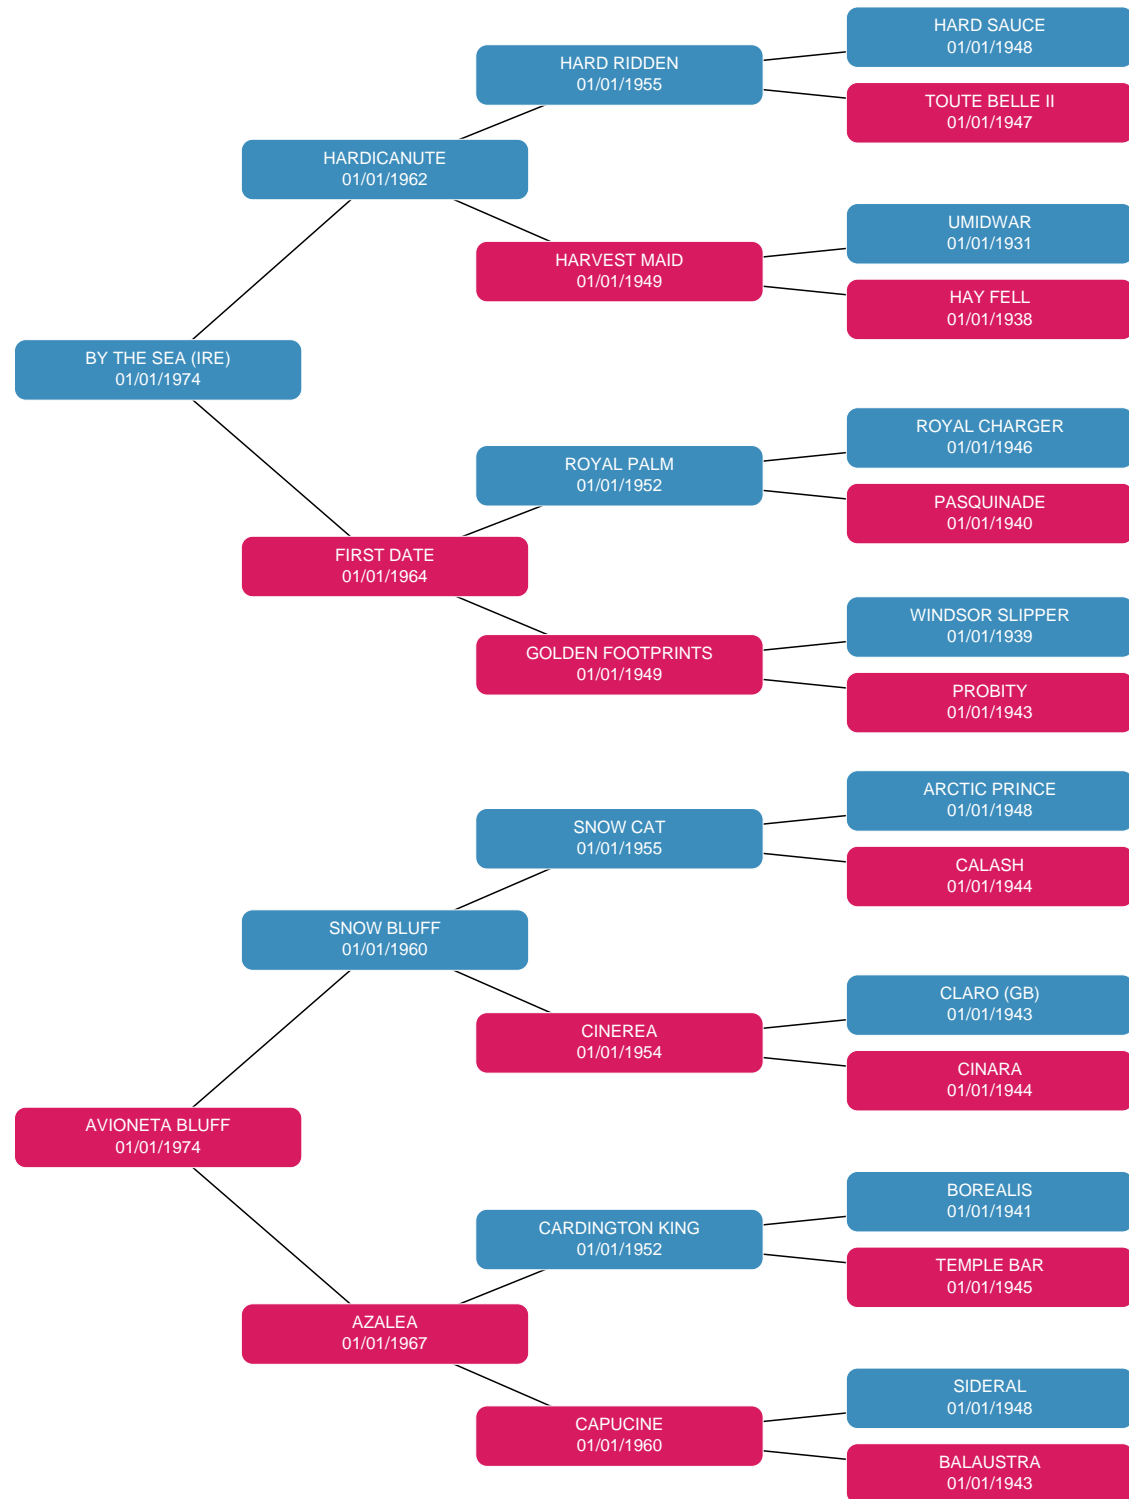 HARD SAUCE
01/01/1948
HARD RIDDEN
01/01/1955
TOUTE BELLE II
01/01/1947
HARDICANUTE
01/01/1962
UMIDWAR
01/01/1931
HARVEST MAID
01/01/1949
HAY FELL
01/01/1938
BY THE SEA (IRE)
01/01/1974
ROYAL CHARGER
01/01/1946
ROYAL PALM
01/01/1952
PASQUINADE
01/01/1940
FIRST DATE
01/01/1964
WINDSOR SLIPPER
01/01/1939
GOLDEN FOOTPRINTS
01/01/1949
PROBITY
01/01/1943
ARCTIC PRINCE
01/01/1948
SNOW CAT
01/01/1955
CALASH
01/01/1944
SNOW BLUFF
01/01/1960
CLARO (GB)
01/01/1943
CINEREA
01/01/1954
CINARA
01/01/1944
AVIONETA BLUFF
01/01/1974
BOREALIS
01/01/1941
CARDINGTON KING
01/01/1952
TEMPLE BAR
01/01/1945
AZALEA
01/01/1967
SIDERAL
01/01/1948
CAPUCINE
01/01/1960
BALAUSTRA
01/01/1943